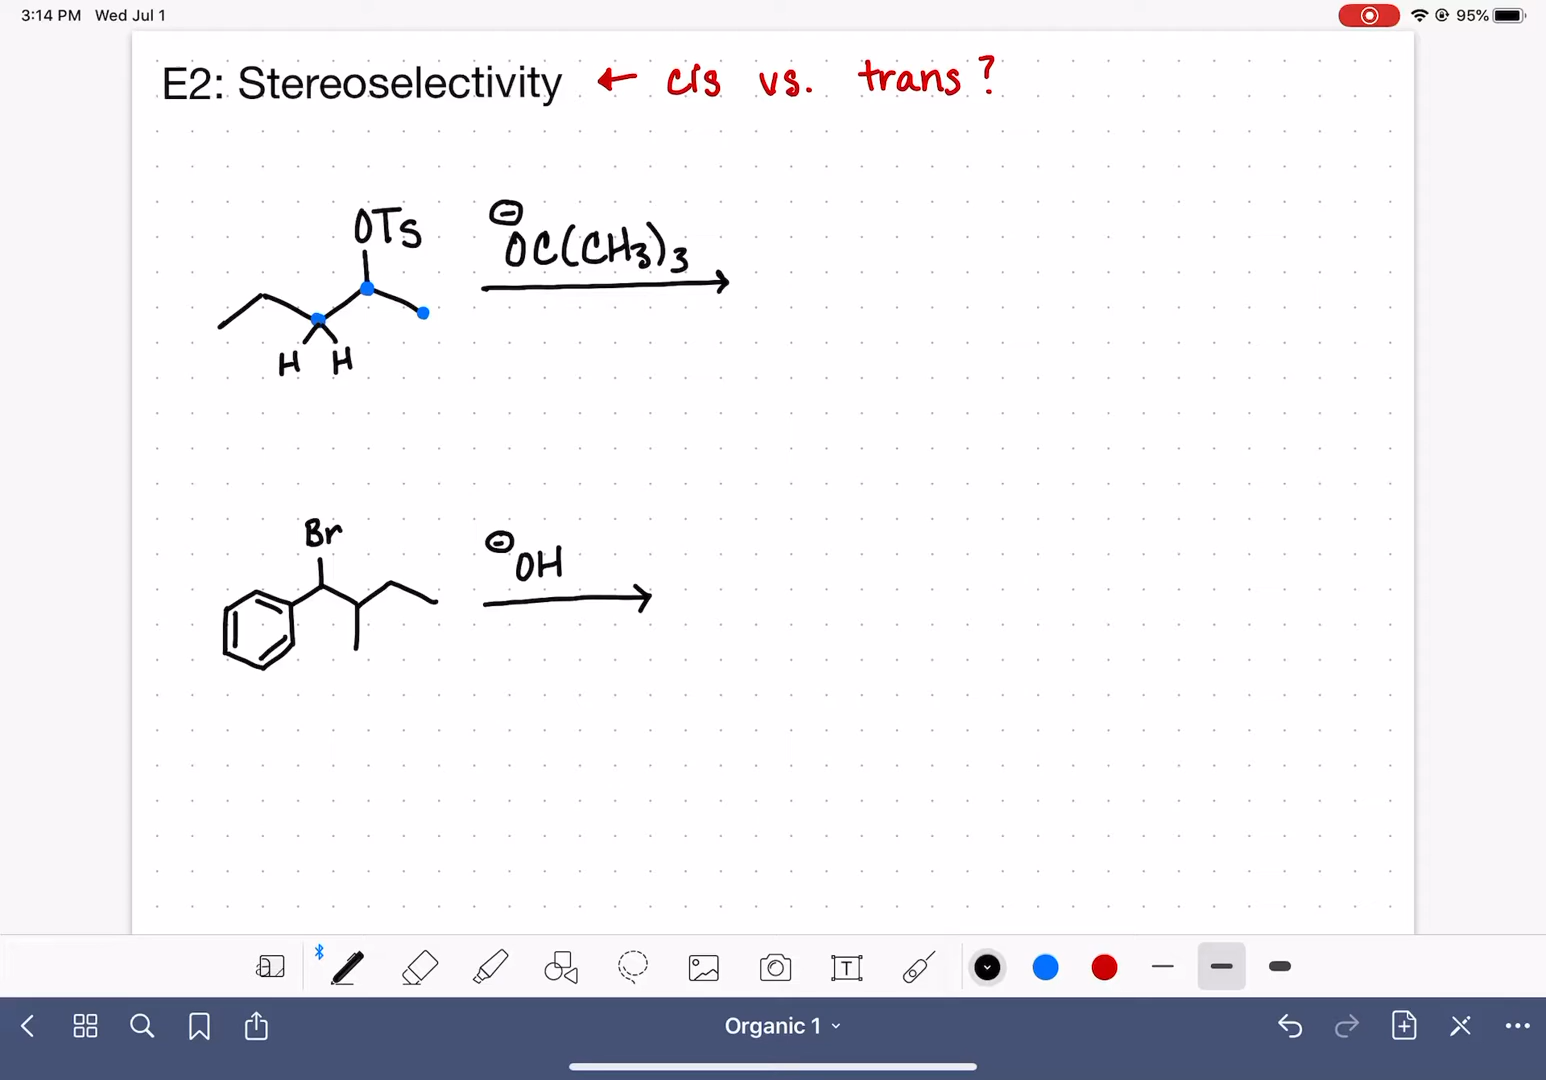 3:14 PM Wed Jul 1 95%
E2: Stereoselectivity ← cis vs. trans?
OTs
⊖
OC(CH₃)₃
H H
Br
⊖
OH
T
Organic 1